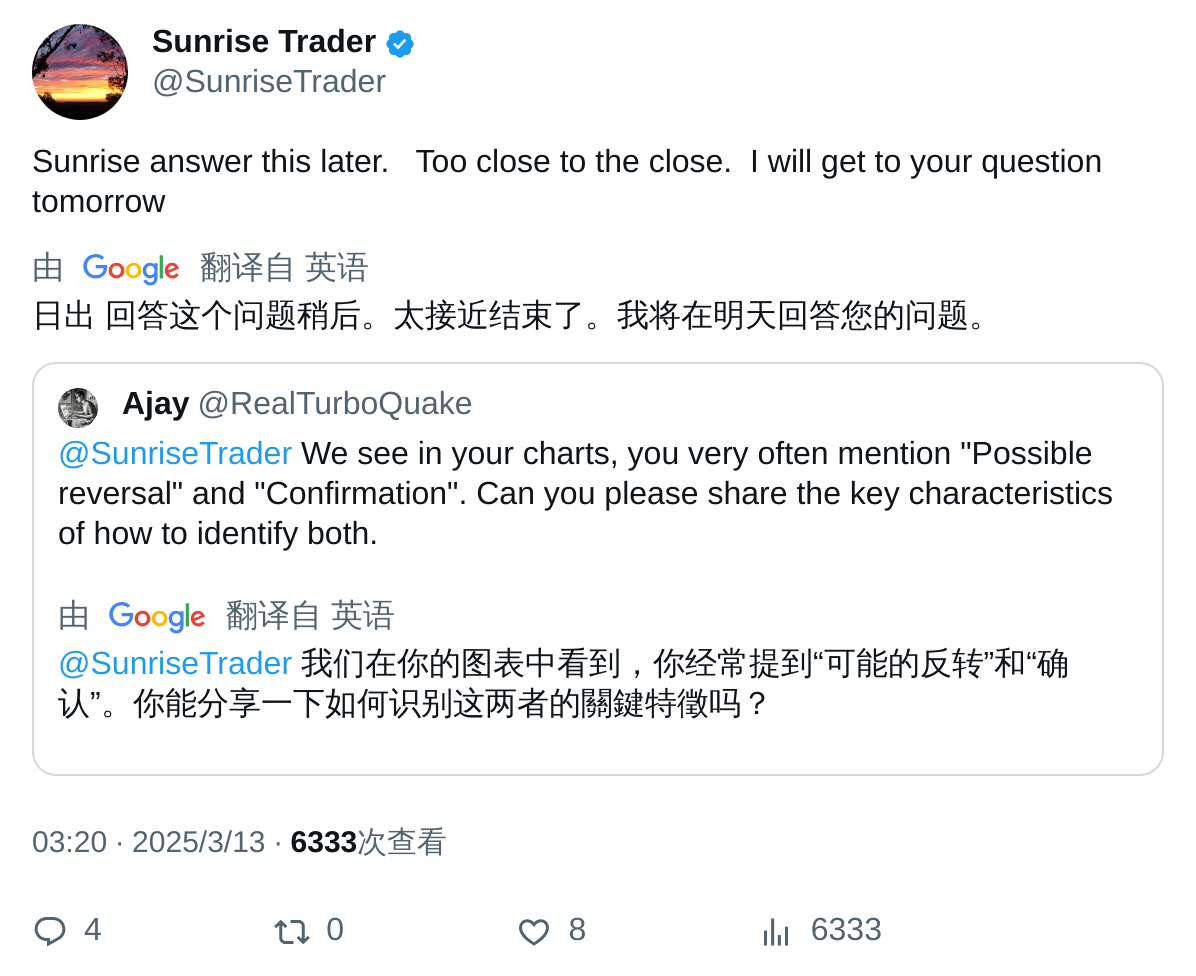 Sunrise Trader
@SunriseTrader
Sunrise answer this later.   Too close to the close.  I will get to your question
tomorrow
由 Google 翻译自 英语
日出 回答这个问题稍后。太接近结束了。我将在明天回答您的问题。
Ajay @RealTurboQuake
@SunriseTrader We see in your charts, you very often mention "Possible
reversal" and "Confirmation". Can you please share the key characteristics
of how to identify both.
由 Google 翻译自 英语
@SunriseTrader 我们在你的图表中看到，你经常提到“可能的反转”和“确
认”。你能分享一下如何识别这两者的關鍵特徵吗？
03:20 · 2025/3/13 · 6333次查看
4 0 8 6333